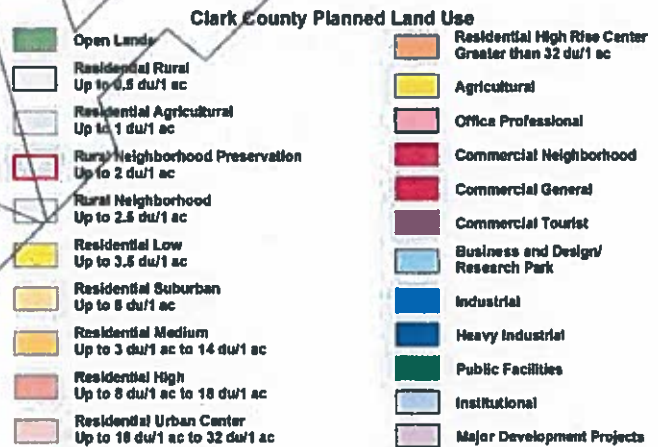 Clark County Planned Land Use
Open Lands
Residential Rural
Up to 0.5 du/1 ac
Residential Agricultural
Up to 1 du/1 ac
Rural Neighborhood Preservation
Up to 2 du/1 ac
Rural Neighborhood
Up to 2.5 du/1 ac
Residential Low
Up to 3.5 du/1 ac
Residential Suburban
Up to 8 du/1 ac
Residential Medium
Up to 3 du/1 ac to 14 du/1 ac
Residential High
Up to 8 du/1 ac to 18 du/1 ac
Residential Urban Center
Up to 18 du/1 ac to 32 du/1 ac
Residential High Rise Center
Greater than 32 du/1 ac
Agricultural
Office Professional
Commercial Neighborhood
Commercial General
Commercial Tourist
Business and Design/
Research Park
Industrial
Heavy Industrial
Public Facilities
Institutional
Major Development Projects